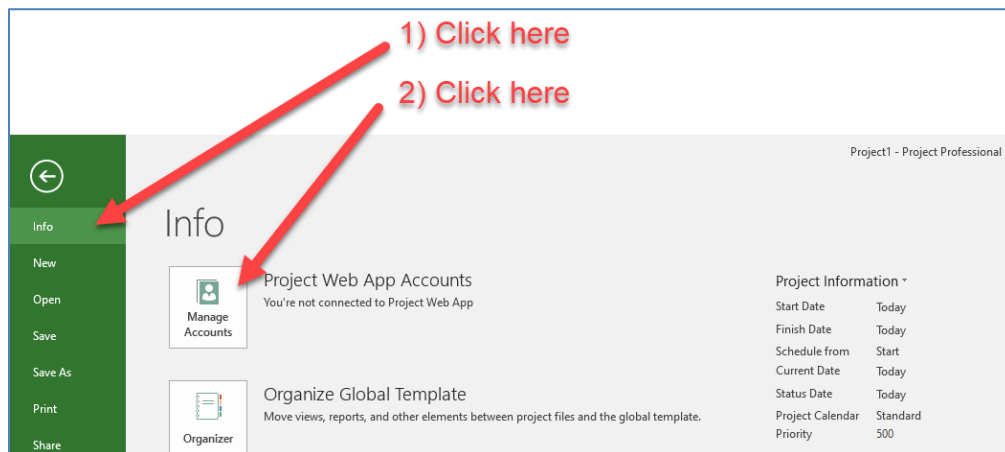 1) Click here
2) Click here
Project1 - Project Professional
Info
New
Open
Save
Save As
Print
Share
Info
Manage
Accounts
Project Web App Accounts
You're not connected to Project Web App
Organizer
Organize Global Template
Move views, reports, and other elements between project files and the global template.
Project Information
Start Date Today
Finish Date Today
Schedule from Start
Current Date Today
Status Date Today
Project Calendar Standard
Priority 500